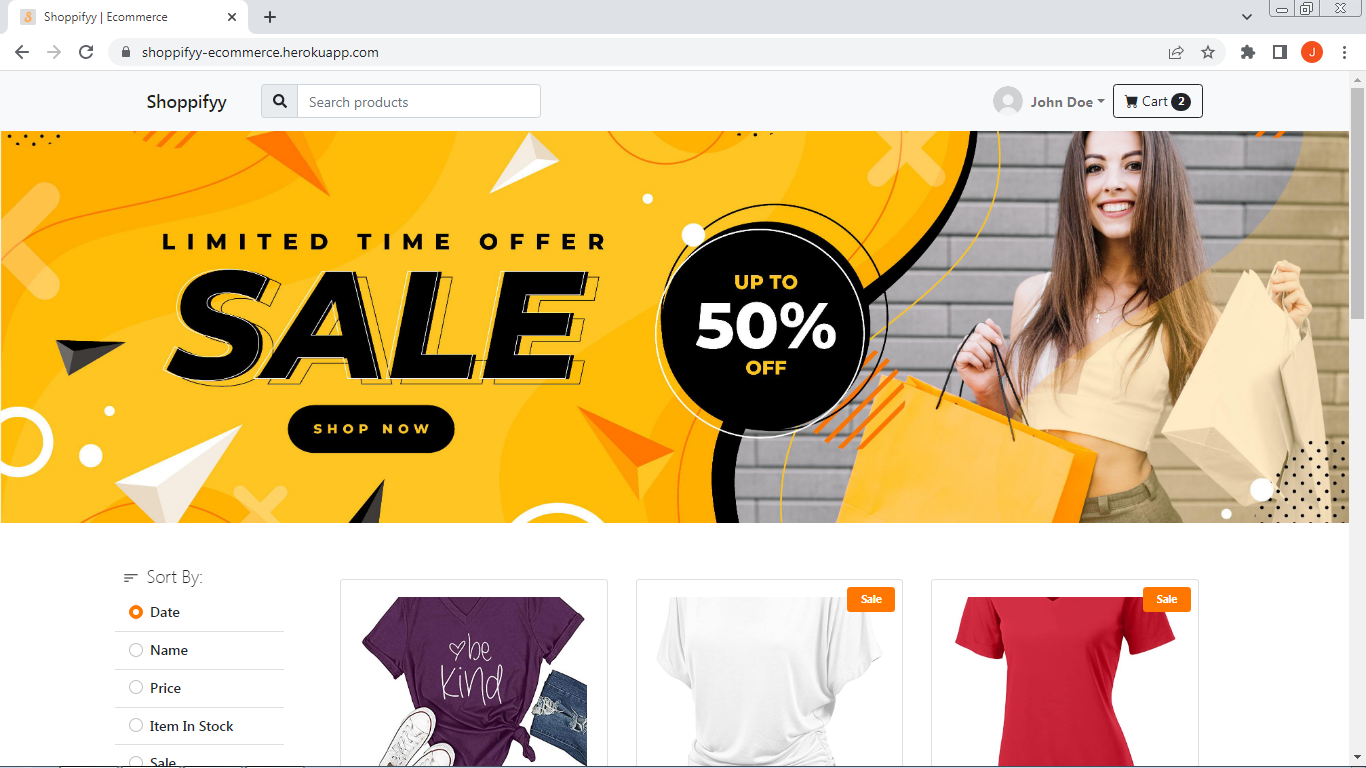 Shoppifyy | Ecommerce
shoppifyy-ecommerce.herokuapp.com
J
Shoppifyy
Search products
John Doe
Cart 2
LIMITED TIME OFFER
SALE
SHOP NOW
UP TO
50%
OFF
Sort By:
Date
Name
Price
Item In Stock
Sale
be
kind
Sale
Sale